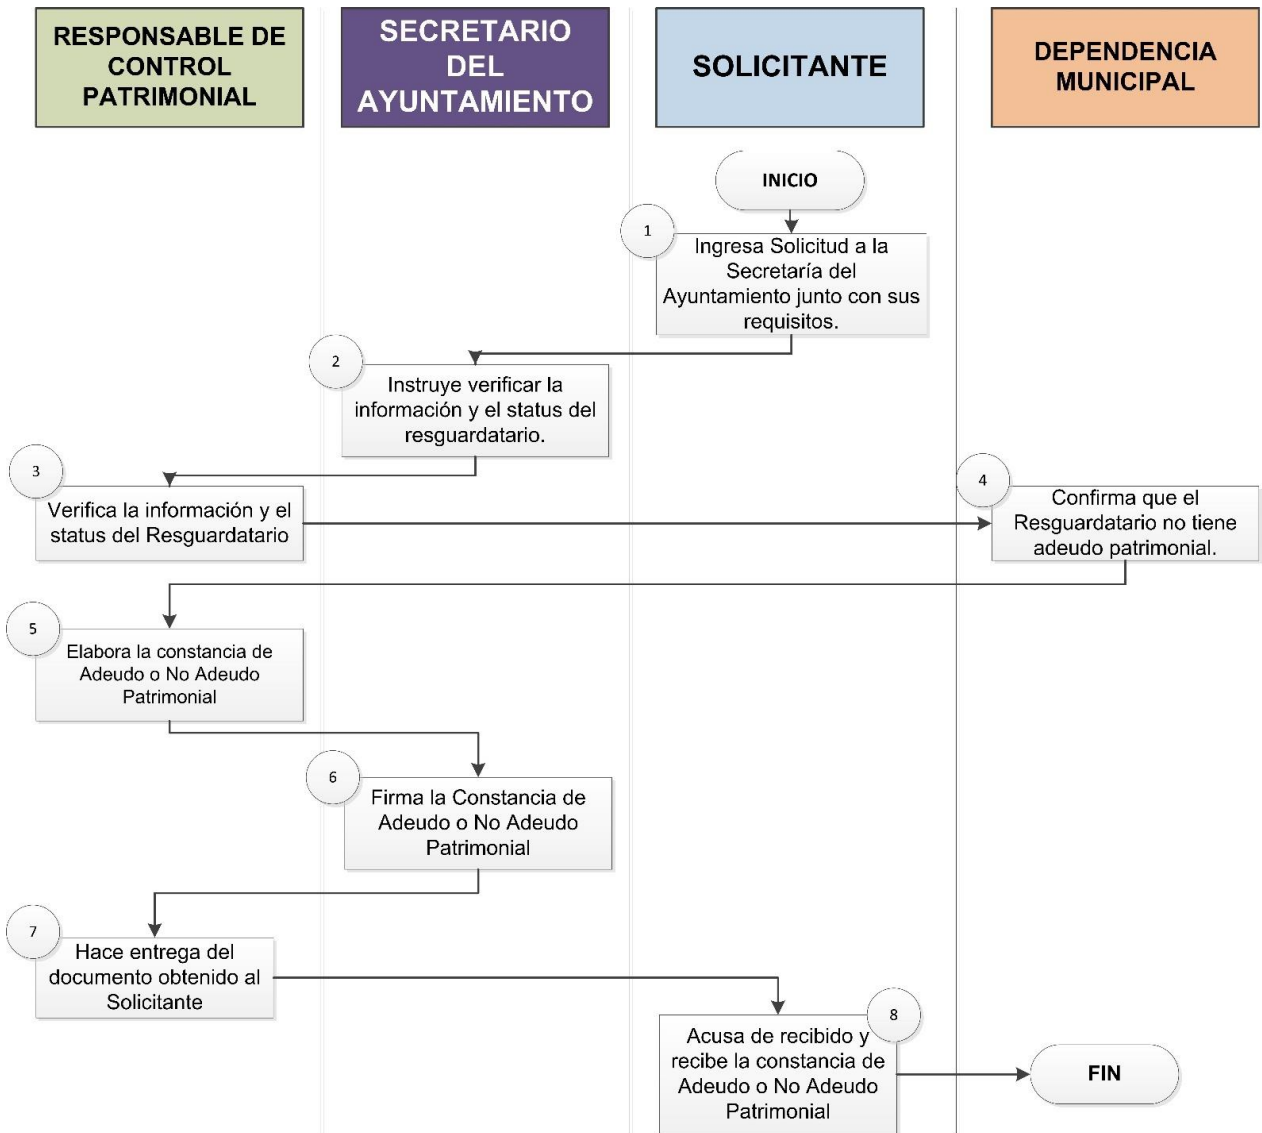 RESPONSABLE DE
CONTROL
PATRIMONIAL
SECRETARIO
DEL
AYUNTAMIENTO
SOLICITANTE
DEPENDENCIA
MUNICIPAL
INICIO
1
Ingresa Solicitud a la
Secretaría del
Ayuntamiento junto con sus
requisitos.
2
Instruye verificar la
información y el status del
resguardatario.
3
Verifica la información y el
status del Resguardatario
4
Confirma que el
Resguardatario no tiene
adeudo patrimonial.
5
Elabora la constancia de
Adeudo o No Adeudo
Patrimonial
6
Firma la Constancia de
Adeudo o No Adeudo
Patrimonial
7
Hace entrega del
documento obtenido al
Solicitante
8
Acusa de recibido y
recibe la constancia de
Adeudo o No Adeudo
Patrimonial
FIN